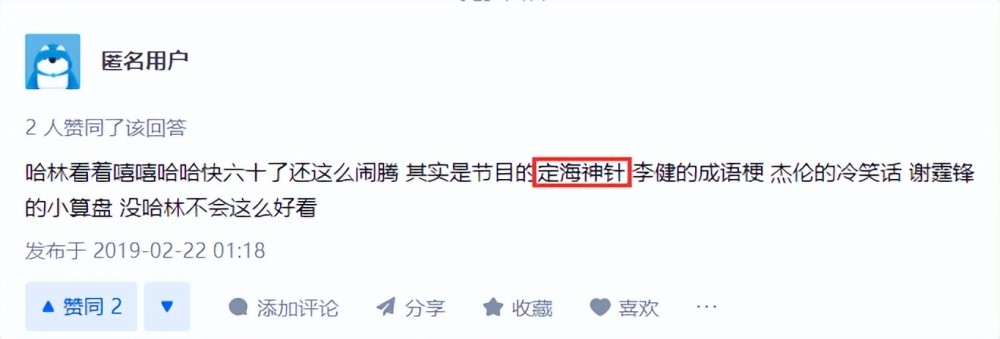 匿名用户
2 人赞同了该回答
哈林看着嘻嘻哈哈快六十了还这么闹腾 其实是节目的定海神针 李健的成语梗 杰伦的冷笑话 谢霆锋
的小算盘 没哈林不会这么好看
发布于 2019-02-22 01:18
赞同 2 添加评论 分享 收藏 喜欢 ···